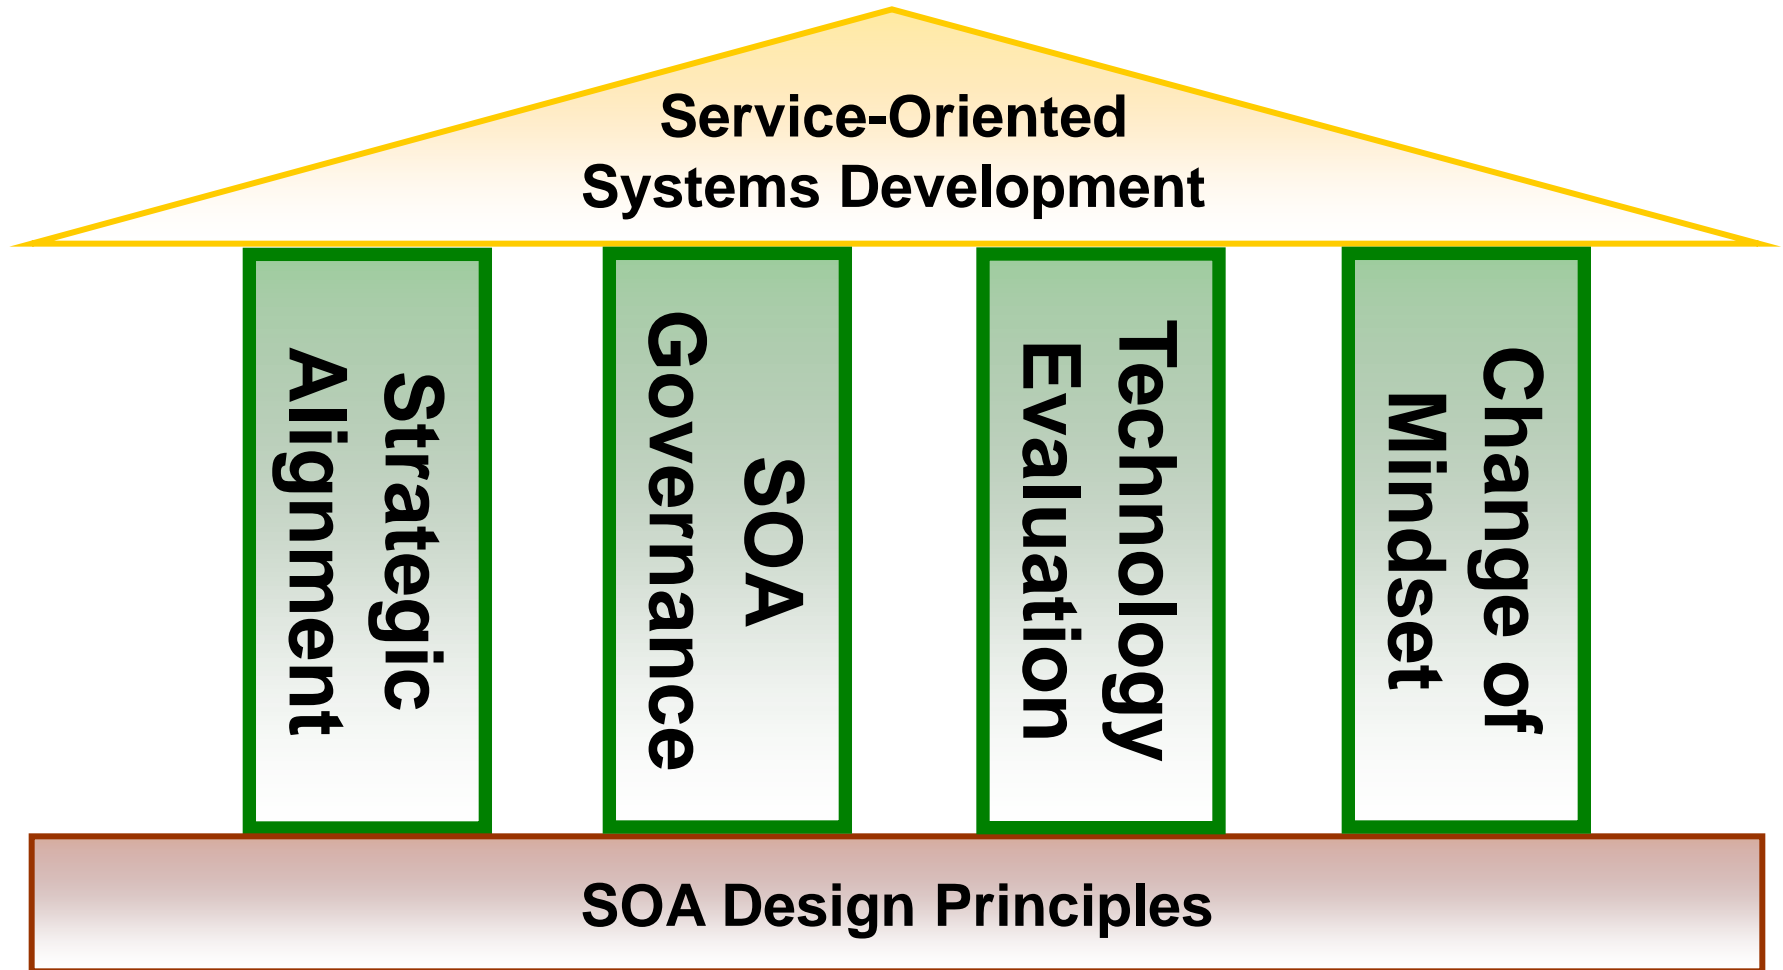 Service-Oriented
Systems Development
Strategic
Alignment
SOA
Governance
Technology
Evaluation
Change of
Mindset
SOA Design Principles